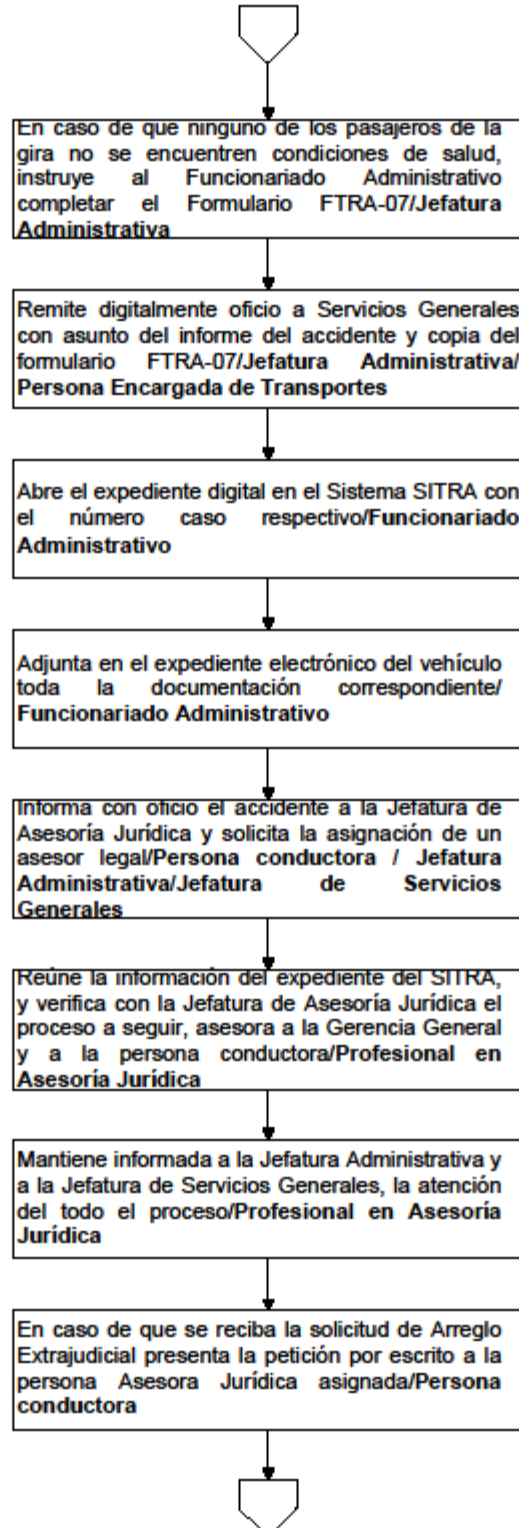 En caso de que ninguno de los pasajeros de la
gira no se encuentren condiciones de salud,
instruye al Funcionariado Administrativo
completar el Formulario FTRA-07/Jefatura
Administrativa
Remite digitalmente oficio a Servicios Generales
con asunto del informe del accidente y copia del
formulario FTRA-07/Jefatura Administrativa/
Persona Encargada de Transportes
Abre el expediente digital en el Sistema SITRA con
el número caso respectivo/Funcionariado
Administrativo
Adjunta en el expediente electrónico del vehículo
toda la documentación correspondiente/
Funcionariado Administrativo
Informa con oficio el accidente a la Jefatura de
Asesoría Jurídica y solicita la asignación de un
asesor legal/Persona conductora / Jefatura
Administrativa/Jefatura de Servicios
Generales
Reúne la información del expediente del SITRA,
y verifica con la Jefatura de Asesoría Jurídica el
proceso a seguir, asesora a la Gerencia General
y a la persona conductora/Profesional en
Asesoría Jurídica
Mantiene informada a la Jefatura Administrativa y
a la Jefatura de Servicios Generales, la atención
del todo el proceso/Profesional en Asesoría
Jurídica
En caso de que se reciba la solicitud de Arreglo
Extrajudicial presenta la petición por escrito a la
persona Asesora Jurídica asignada/Persona
conductora